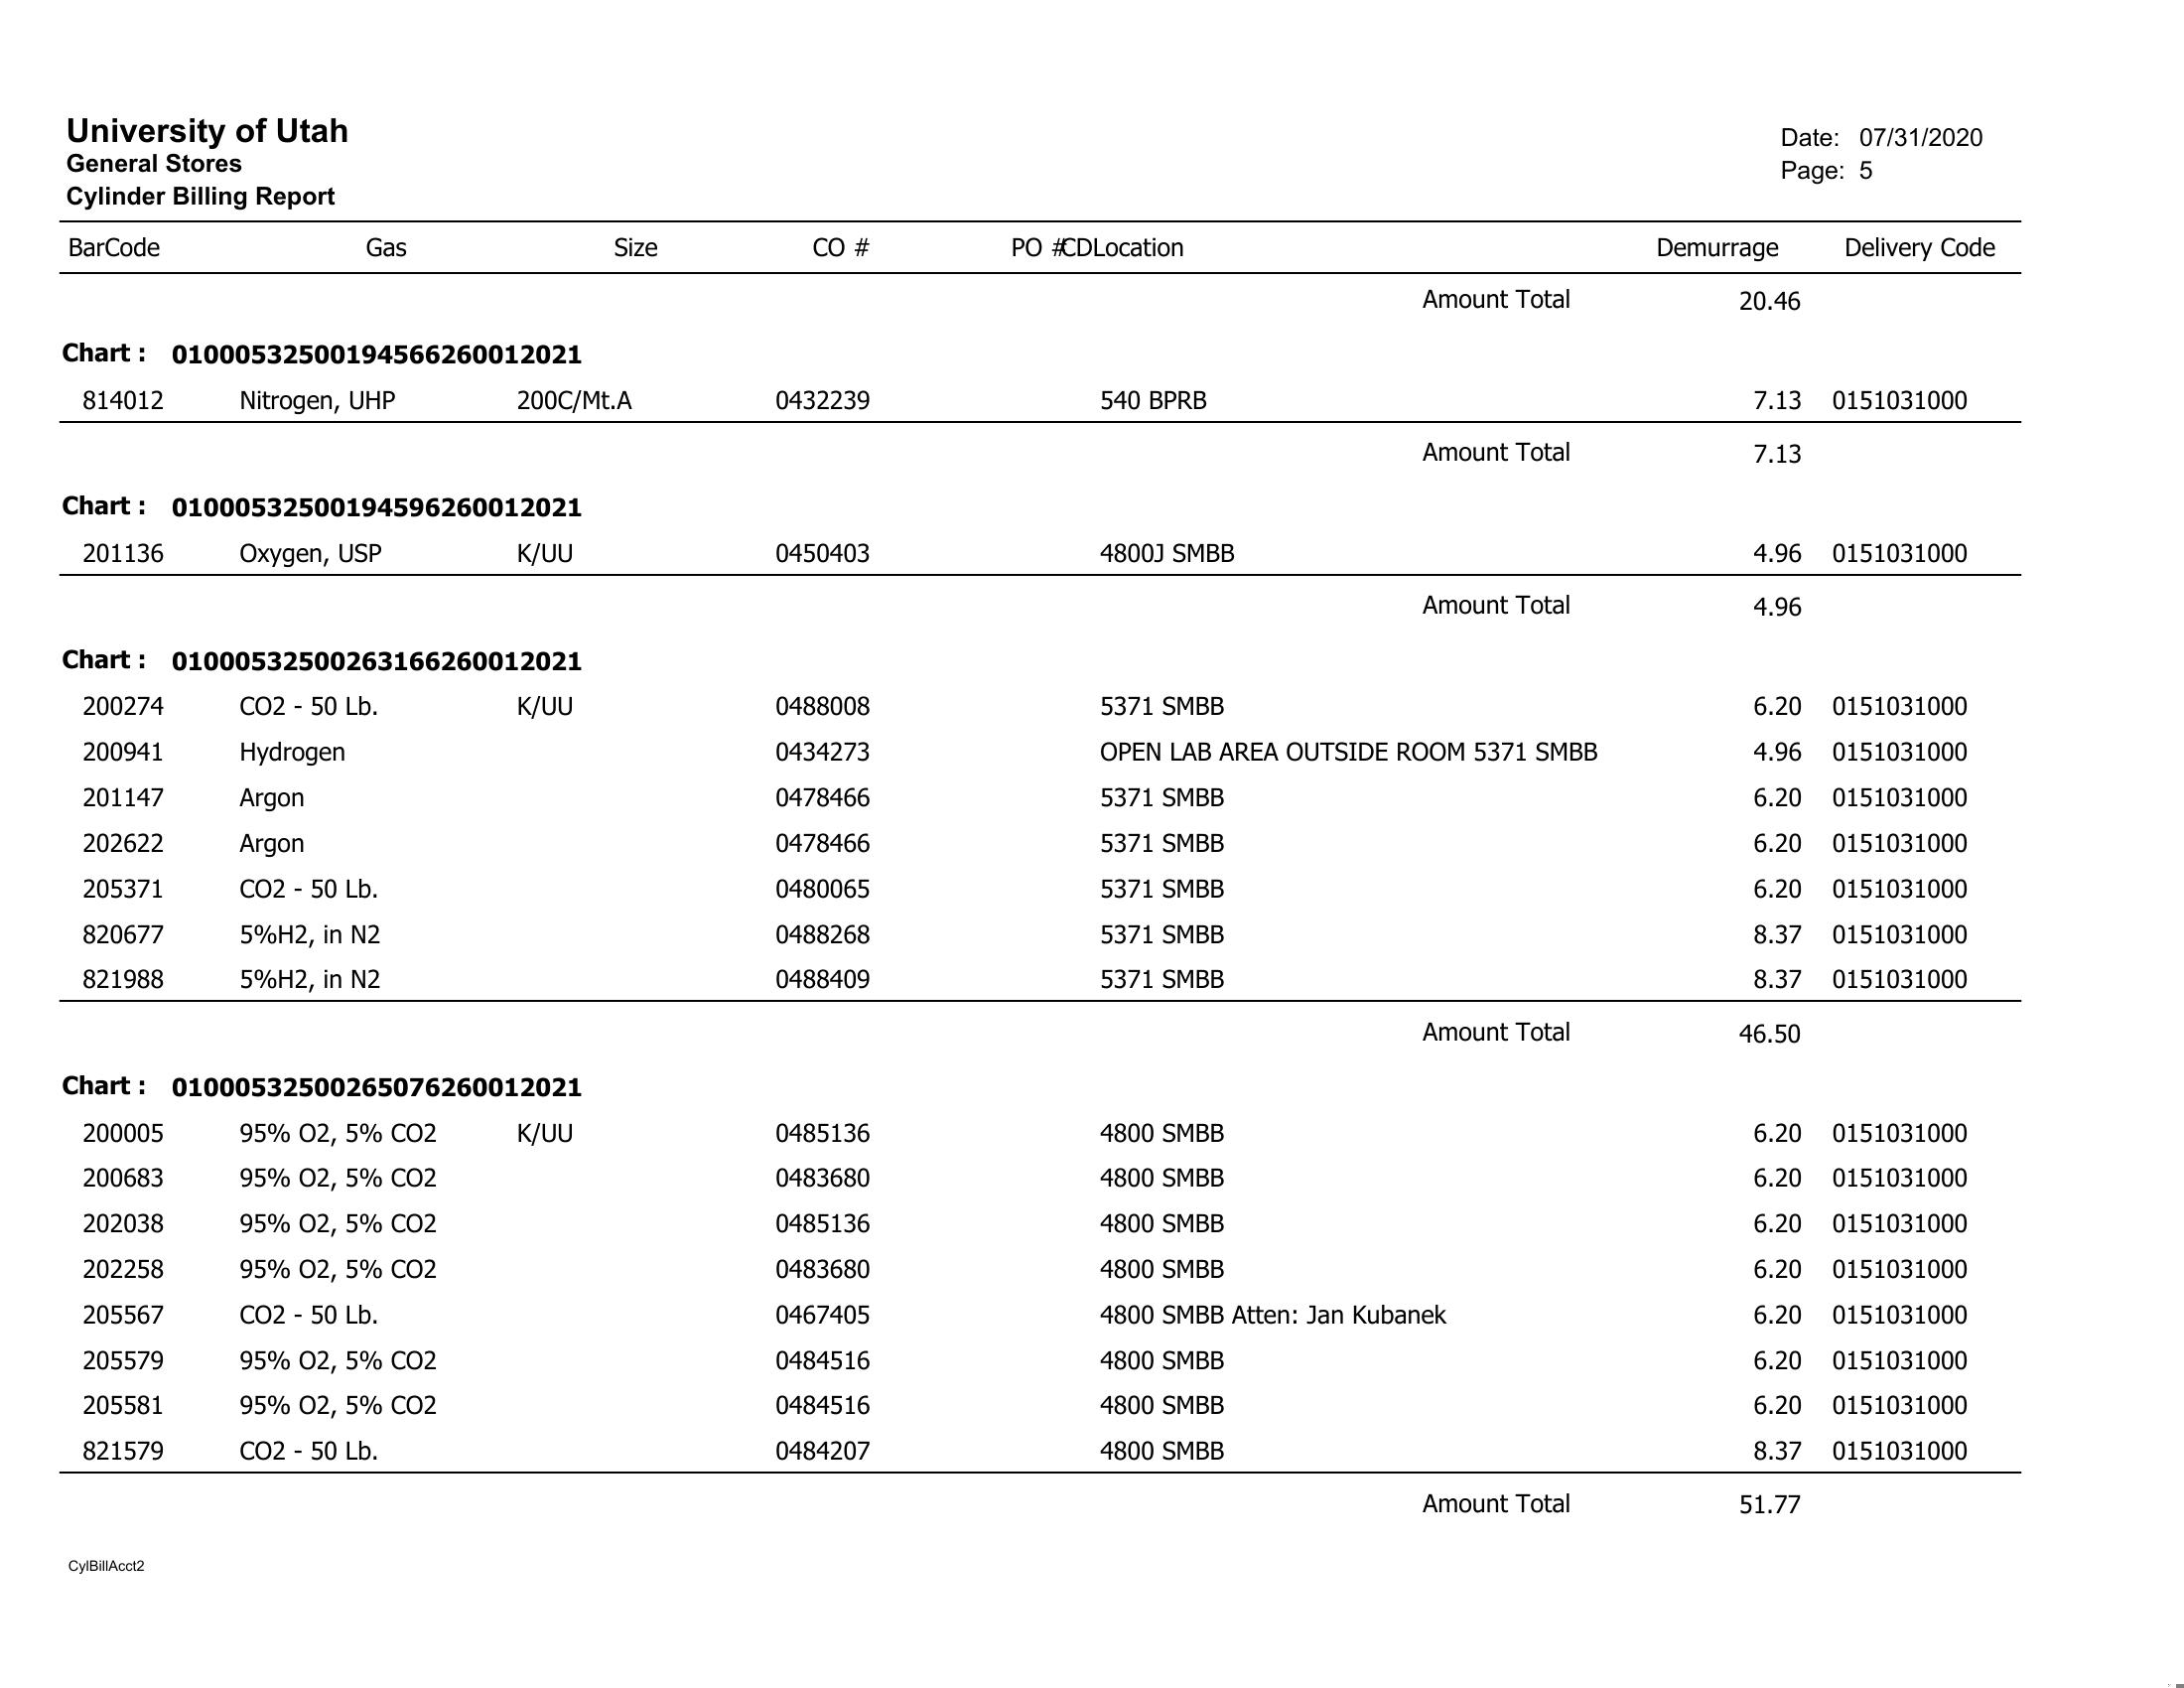 University of Utah
General Stores
Cylinder Billing Report
Date: 07/31/2020
Page: 5
BarCode Gas Size CO # PO #CDLocation Demurrage Delivery Code
Amount Total 20.46
Chart : 01000532500194566260012021
814012 Nitrogen, UHP 200C/Mt.A 0432239 540 BPRB 7.13 0151031000
Amount Total 7.13
Chart : 01000532500194596260012021
201136 Oxygen, USP K/UU 0450403 4800J SMBB 4.96 0151031000
Amount Total 4.96
Chart : 01000532500263166260012021
200274 CO2 - 50 Lb. K/UU 0488008 5371 SMBB 6.20 0151031000
200941 Hydrogen 0434273 OPEN LAB AREA OUTSIDE ROOM 5371 SMBB 4.96 0151031000
201147 Argon 0478466 5371 SMBB 6.20 0151031000
202622 Argon 0478466 5371 SMBB 6.20 0151031000
205371 CO2 - 50 Lb. 0480065 5371 SMBB 6.20 0151031000
820677 5%H2, in N2 0488268 5371 SMBB 8.37 0151031000
821988 5%H2, in N2 0488409 5371 SMBB 8.37 0151031000
Amount Total 46.50
Chart : 01000532500265076260012021
200005 95% O2, 5% CO2 K/UU 0485136 4800 SMBB 6.20 0151031000
200683 95% O2, 5% CO2 0483680 4800 SMBB 6.20 0151031000
202038 95% O2, 5% CO2 0485136 4800 SMBB 6.20 0151031000
202258 95% O2, 5% CO2 0483680 4800 SMBB 6.20 0151031000
205567 CO2 - 50 Lb. 0467405 4800 SMBB Atten: Jan Kubanek 6.20 0151031000
205579 95% O2, 5% CO2 0484516 4800 SMBB 6.20 0151031000
205581 95% O2, 5% CO2 0484516 4800 SMBB 6.20 0151031000
821579 CO2 - 50 Lb. 0484207 4800 SMBB 8.37 0151031000
Amount Total 51.77
CylBillAcct2